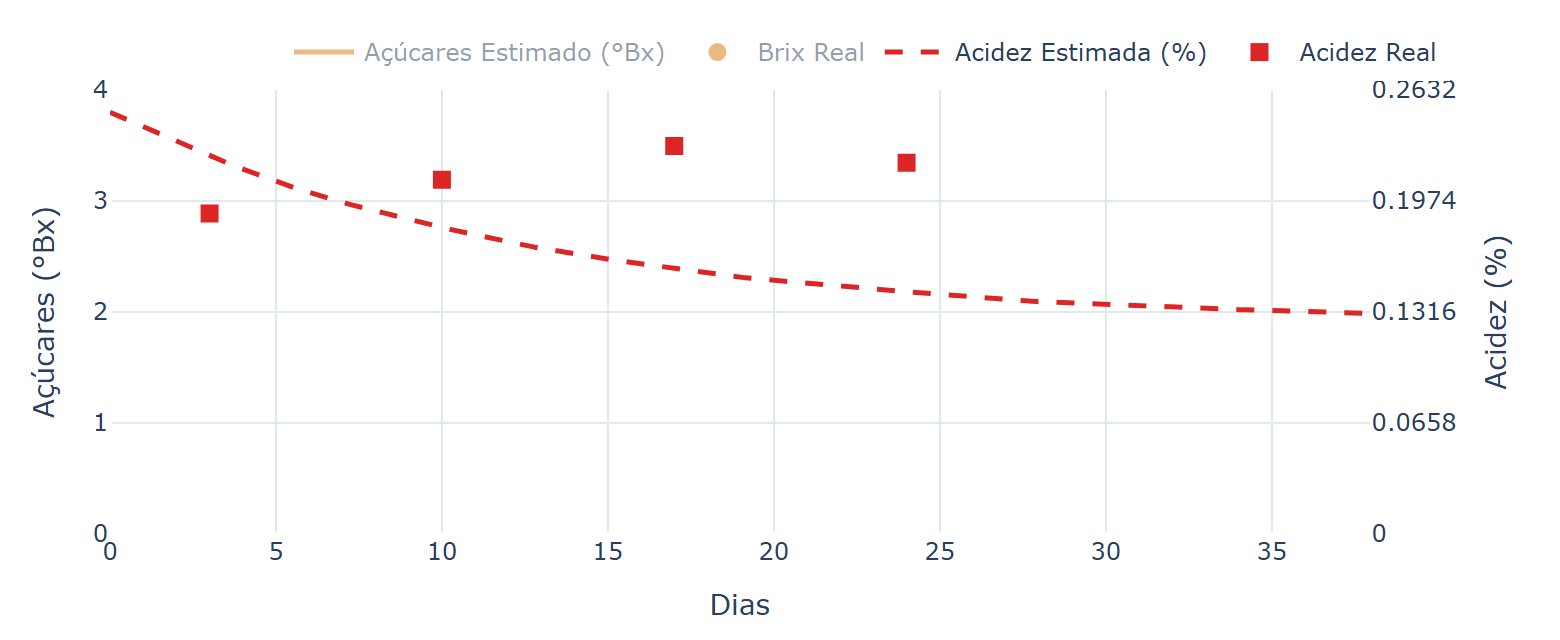 Açúcares Estimado (°Bx) Brix Real Acidez Estimada (%) Acidez Real
4 0.2632
3 0.1974
2 0.1316
1 0.0658
0 0
0 5 10 15 20 25 30 35
Açúcares (°Bx)
Acidez (%)
Dias